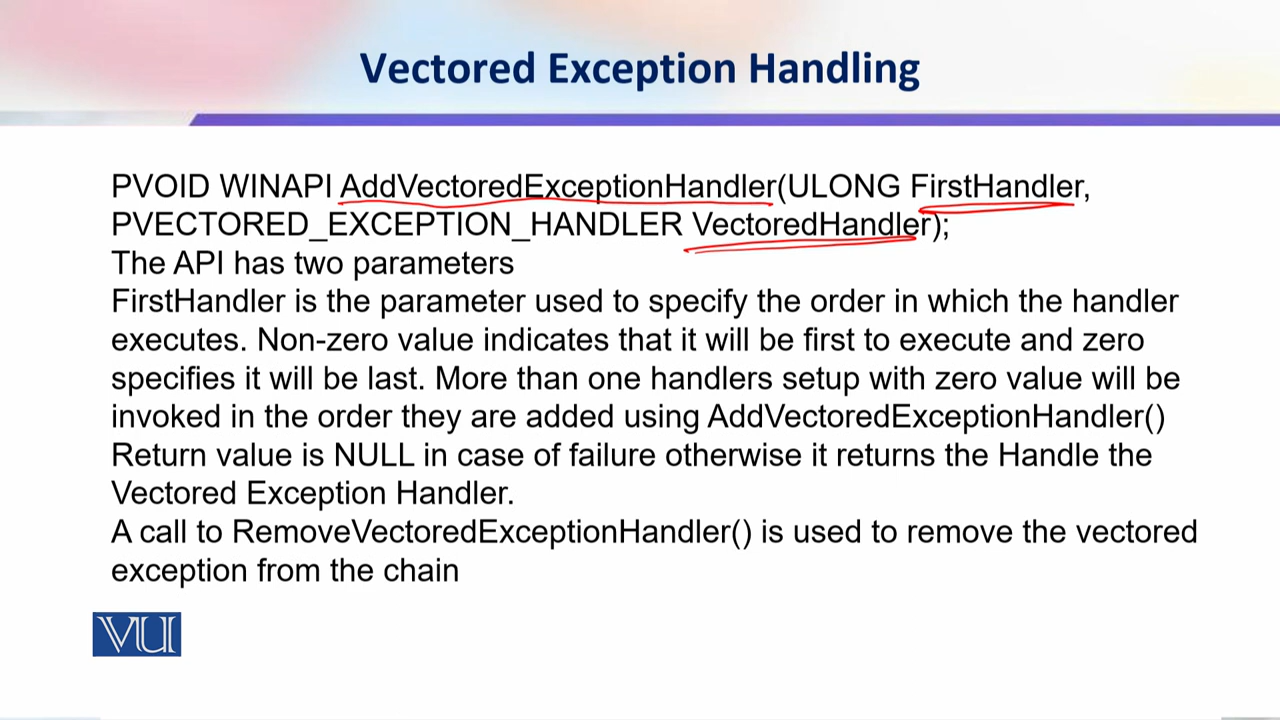 Vectored Exception Handling
PVOID WINAPI AddVectoredExceptionHandler(ULONG FirstHandler,
PVECTORED_EXCEPTION_HANDLER VectoredHandler);
The API has two parameters
FirstHandler is the parameter used to specify the order in which the handler
executes. Non-zero value indicates that it will be first to execute and zero
specifies it will be last. More than one handlers setup with zero value will be
invoked in the order they are added using AddVectoredExceptionHandler()
Return value is NULL in case of failure otherwise it returns the Handle the
Vectored Exception Handler.
A call to RemoveVectoredExceptionHandler() is used to remove the vectored
exception from the chain
VU